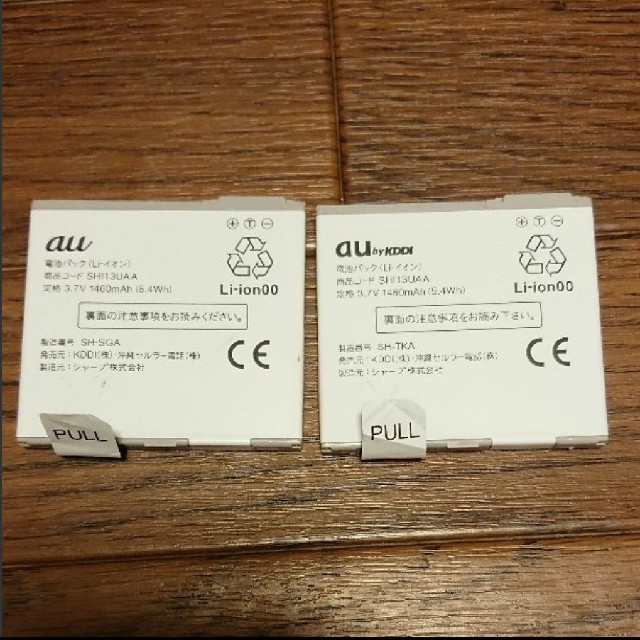 au
⊕ Ⓣ ⊖
電池パック(Li-イオン)
商品コード SHI13UAA
定格 3.7V 1460mAh(5.4Wh)
Li-ion00
裏面の注意事項をお読みください。
製造番号 SH-SGA
発売元:KDDI(株)・沖縄セルラー電話(株)
製造元:シャープ株式会社
CE
PULL
au by KDDI
⊕ Ⓣ ⊖
電池パック(Li-イオン)
商品コード SHI13UAA
定格 3.7V 1460mAh(5.4Wh)
Li-ion00
裏面の注意事項をお読み下さい。
製造番号 SH-TKA
発売元:KDDI(株)・沖縄セルラー電話(株)
製造元:シャープ株式会社
CE
PULL